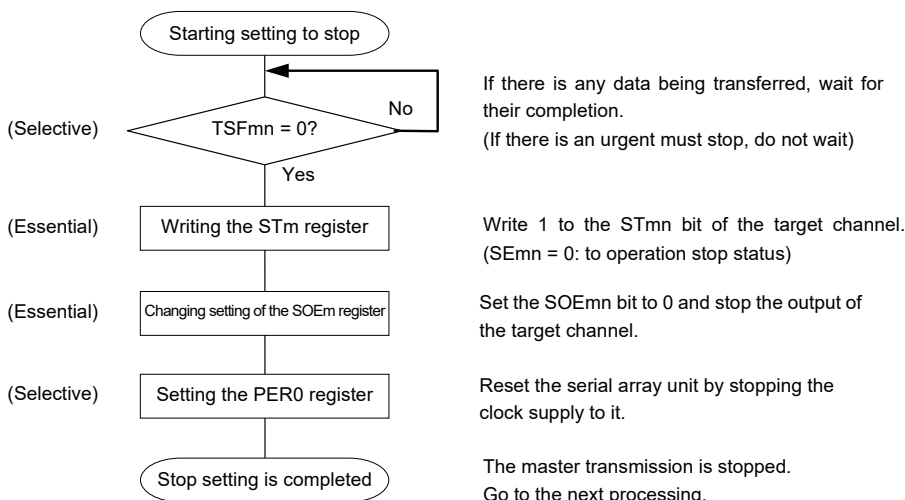 Starting setting to stop
No
If there is any data being transferred, wait for
their completion.
(If there is an urgent must stop, do not wait)
(Selective)
TSFmn = 0?
Yes
(Essential)
Writing the STm register
Write 1 to the STmn bit of the target channel.
(SEmn = 0: to operation stop status)
(Essential)
Changing setting of the SOEm register
Set the SOEmn bit to 0 and stop the output of
the target channel.
(Selective)
Setting the PER0 register
Reset the serial array unit by stopping the
clock supply to it.
Stop setting is completed
The master transmission is stopped.
Go to the next processing.